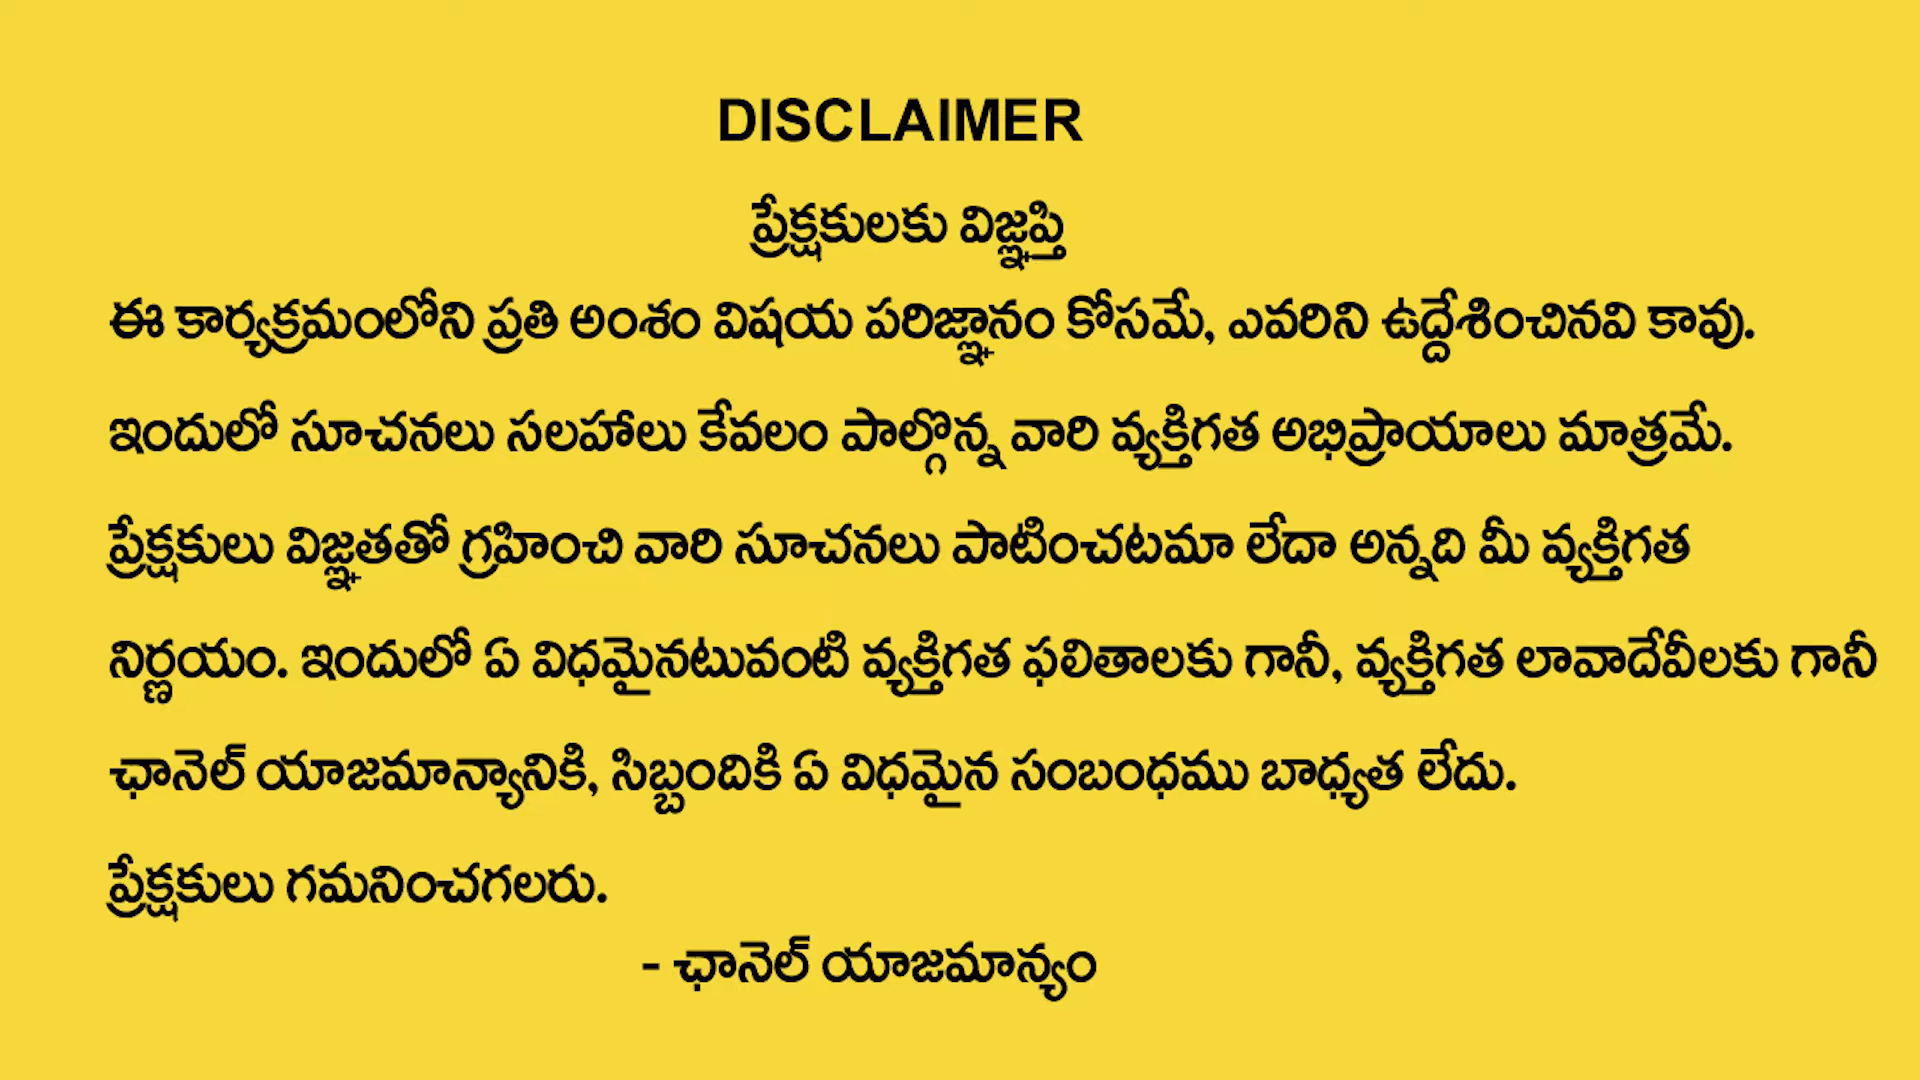 DISCLAIMER
ప్రేక్షకులకు విజ్ఞప్తి
ఈ కార్యక్రమంలోని ప్రతి అంశం విషయ పరిజ్ఞానం కోసమే, ఎవరిని ఉద్దేశించినవి కావు.
ఇందులో సూచనలు సలహాలు కేవలం పాల్గొన్న వారి వ్యక్తిగత అభిప్రాయాలు మాత్రమే.
ప్రేక్షకులు విజ్ఞతతో గ్రహించి వారి సూచనలు పాటించటమా లేదా అన్నది మీ వ్యక్తిగత
నిర్ణయం. ఇందులో ఏ విధమైనటువంటి వ్యక్తిగత ఫలితాలకు గానీ, వ్యక్తిగత లావాదేవీలకు గానీ
ఛానెల్ యాజమాన్యానికి, సిబ్బందికి ఏ విధమైన సంబంధము బాధ్యత లేదు.
ప్రేక్షకులు గమనించగలరు.
- ఛానెల్ యాజమాన్యం